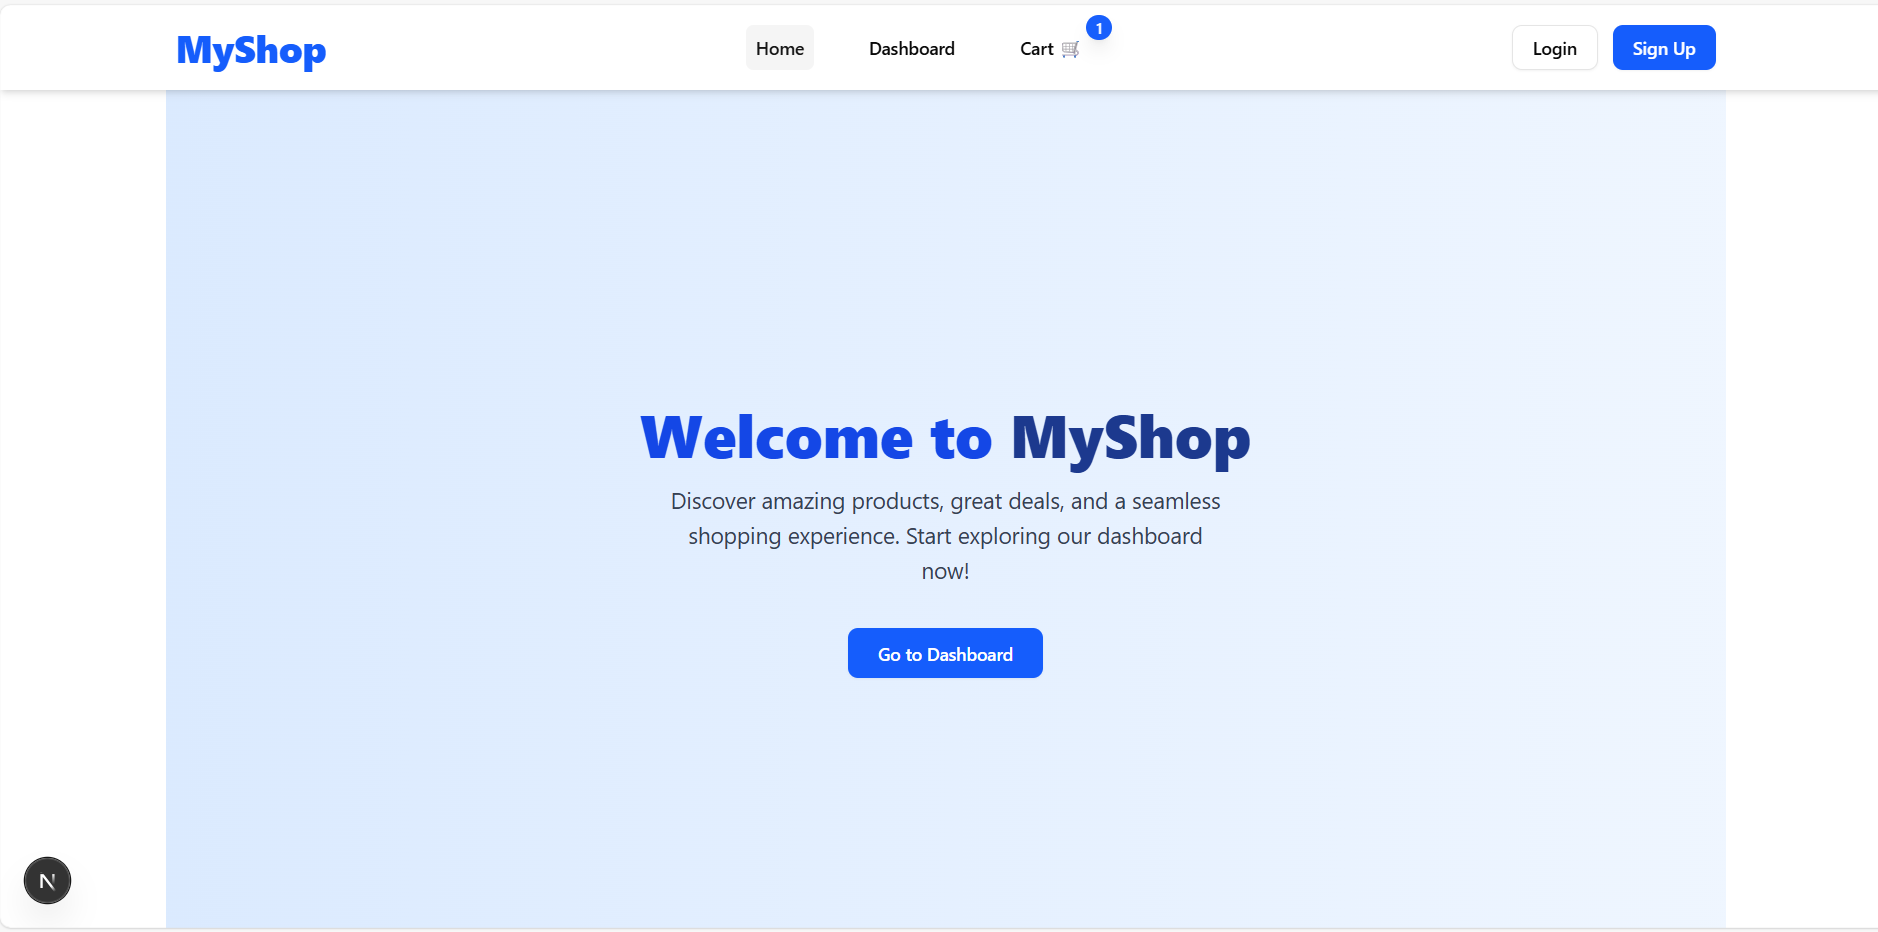 MyShop
Home
Dashboard
Cart 🛒
1
Login
Sign Up
Welcome to MyShop
Discover amazing products, great deals, and a seamless
shopping experience. Start exploring our dashboard
now!
Go to Dashboard
N